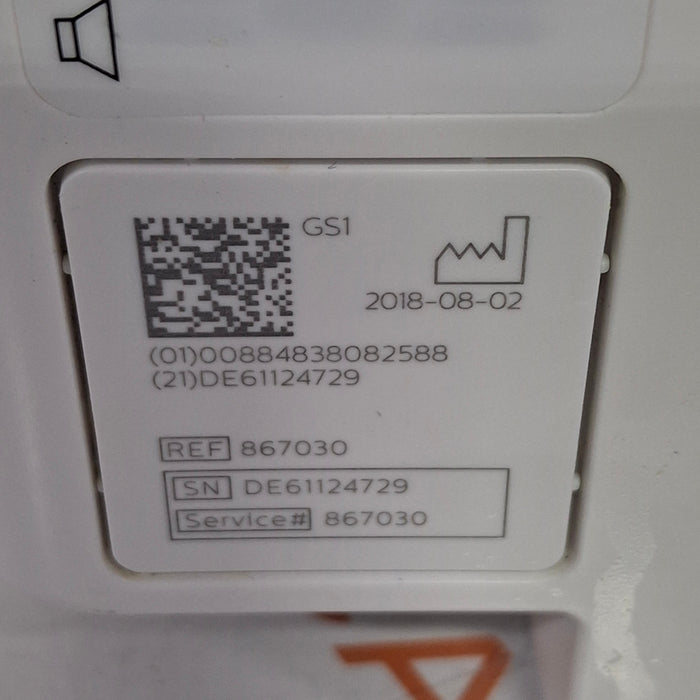 GS1
2018-08-02
(01)00884838082588
(21)DE61124729
REF 867030
SN DE61124729
Service# 867030